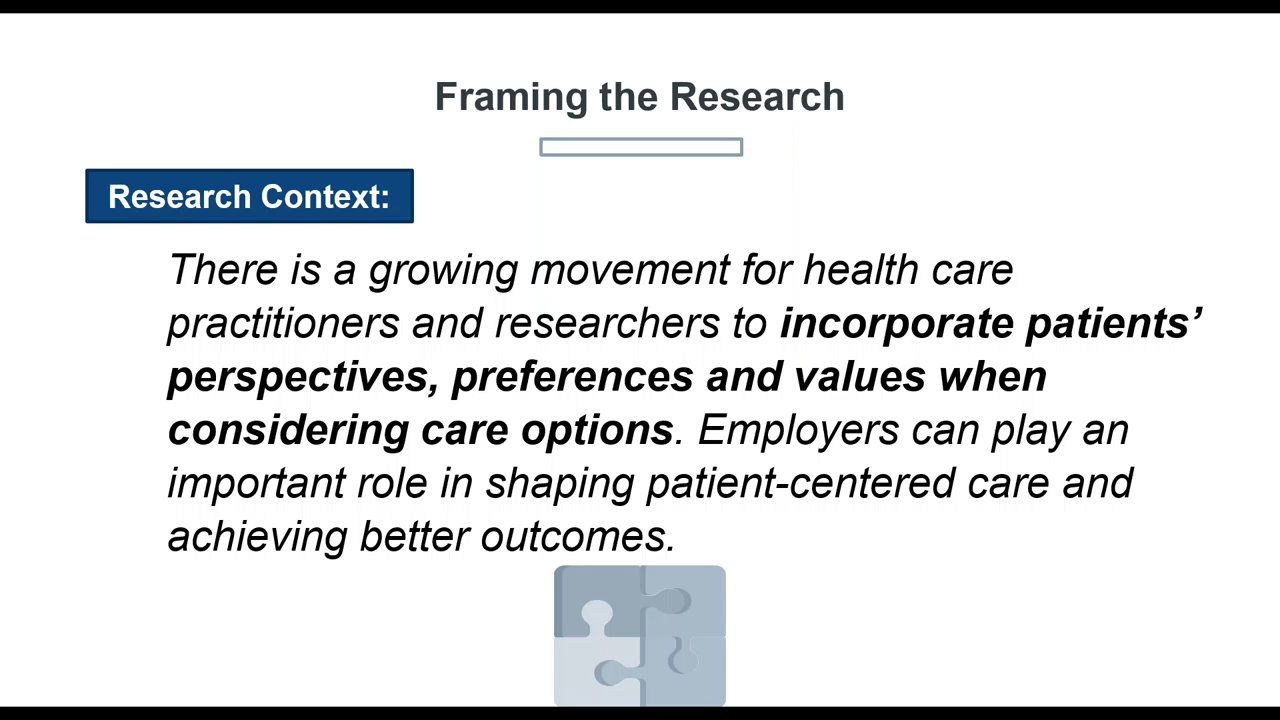 Framing the Research
Research Context:
There is a growing movement for health care
practitioners and researchers to incorporate patients’
perspectives, preferences and values when
considering care options. Employers can play an
important role in shaping patient-centered care and
achieving better outcomes.